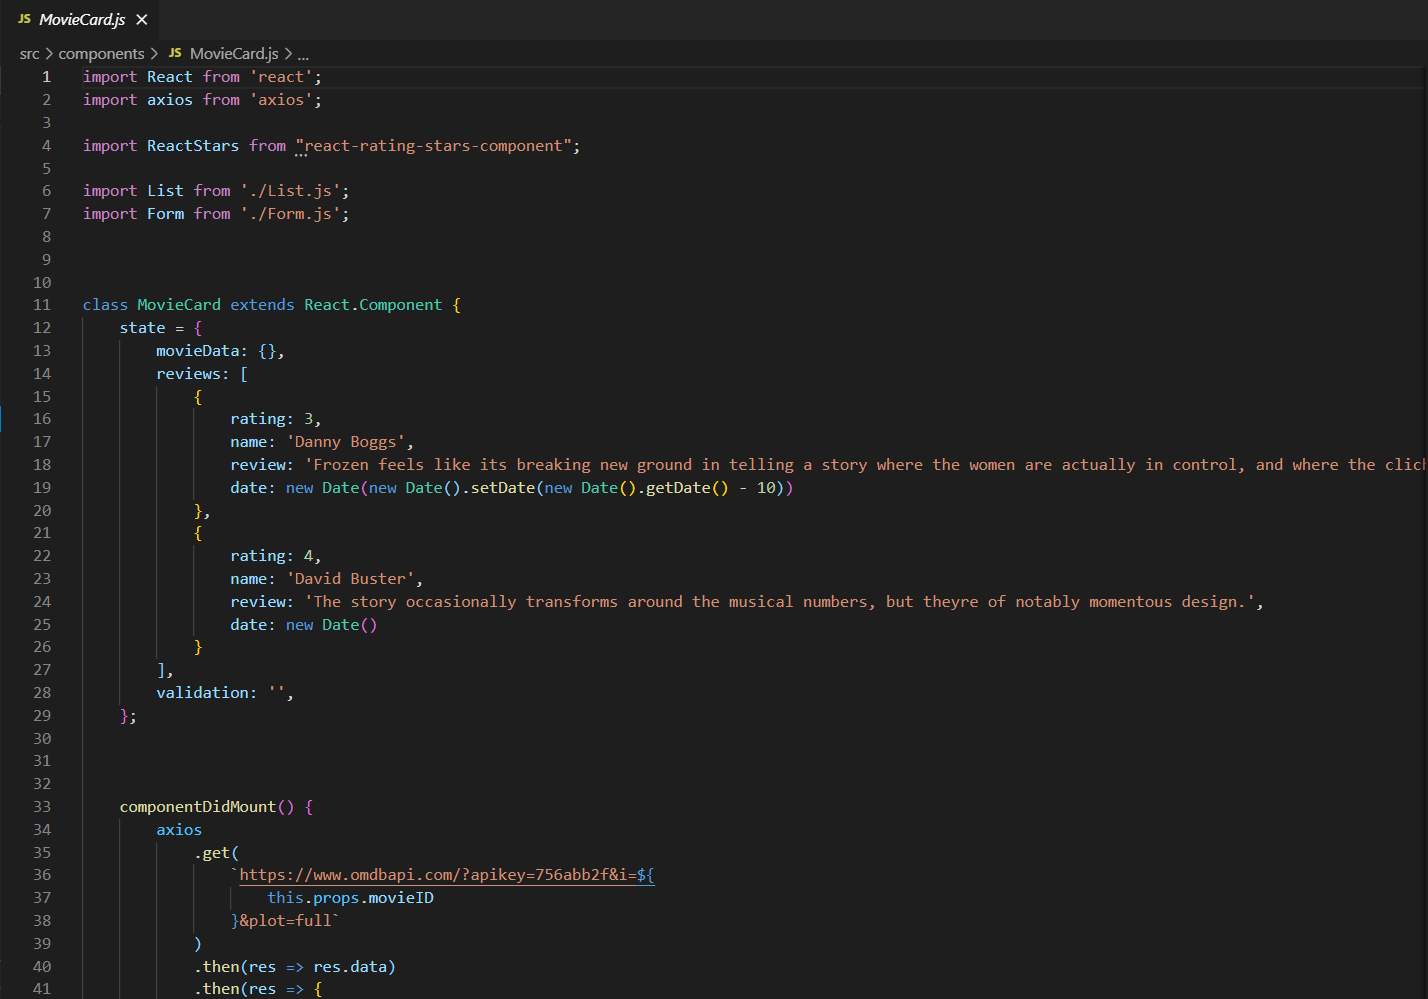 JS MovieCard.js ×
src > components > JS MovieCard.js > ...
1 import React from 'react';
2 import axios from 'axios';
3
4 import ReactStars from "react-rating-stars-component";
5
6 import List from './List.js';
7 import Form from './Form.js';
8
9
10
11 class MovieCard extends React.Component {
12 state = {
13 movieData: {},
14 reviews: [
15 {
16 rating: 3,
17 name: 'Danny Boggs',
18 review: 'Frozen feels like its breaking new ground in telling a story where the women are actually in control, and where the clic
19 date: new Date(new Date().setDate(new Date().getDate() - 10))
20 },
21 {
22 rating: 4,
23 name: 'David Buster',
24 review: 'The story occasionally transforms around the musical numbers, but theyre of notably momentous design.',
25 date: new Date()
26 }
27 ],
28 validation: '',
29 };
30
31
32
33 componentDidMount() {
34 axios
35 .get(
36 `https://www.omdbapi.com/?apikey=756abb2f&i=${
37 this.props.movieID
38 }&plot=full`
39 )
40 .then(res => res.data)
41 .then(res => {